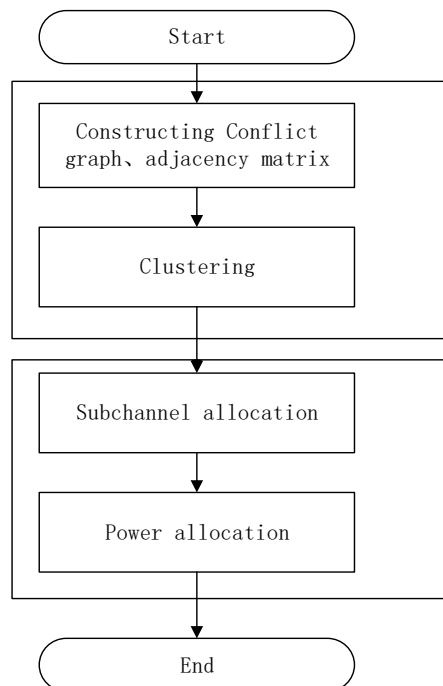 Start
Constructing Conflict
graph、adjacency matrix
Clustering
Subchannel allocation
Power allocation
End